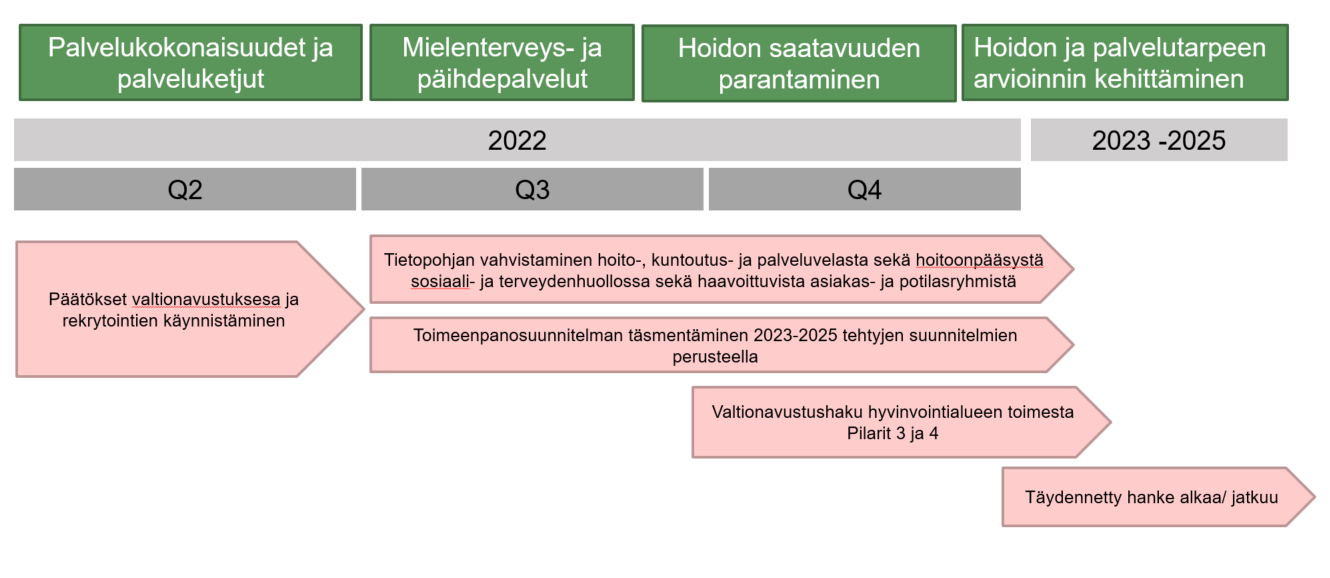 Palvelukokonaisuudet ja
palveluketjut
Mielenterveys- ja
päihdepalvelut
Hoidon saatavuuden
parantaminen
Hoidon ja palvelutarpeen
arvioinnin kehittäminen
2022
2023 -2025
Q2
Q3
Q4
Päätökset valtionavustuksesa ja
rekrytointien käynnistäminen
Tietopohjan vahvistaminen hoito-, kuntoutus- ja palveluvelasta sekä hoitoonpääsystä
sosiaali- ja terveydenhuollossa sekä haavoittuvista asiakas- ja potilasryhmistä
Toimeenpanosuunnitelman täsmentäminen 2023-2025 tehtyjen suunnitelmien
perusteella
Valtionavustushaku hyvinvointialueen toimesta
Pilarit 3 ja 4
Täydennetty hanke alkaa/ jatkuu